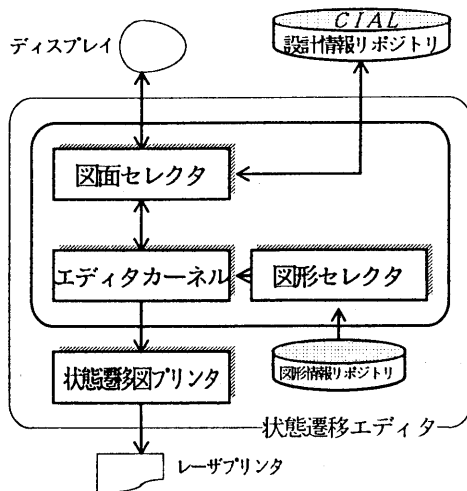 ディスプレイ
CIAL
設計情報リポジトリ
図面セレクタ
エディタカーネル
図形セレクタ
状態遷移図プリンタ
図形情報リポジトリ
状態遷移エディタ
レーザプリンタ